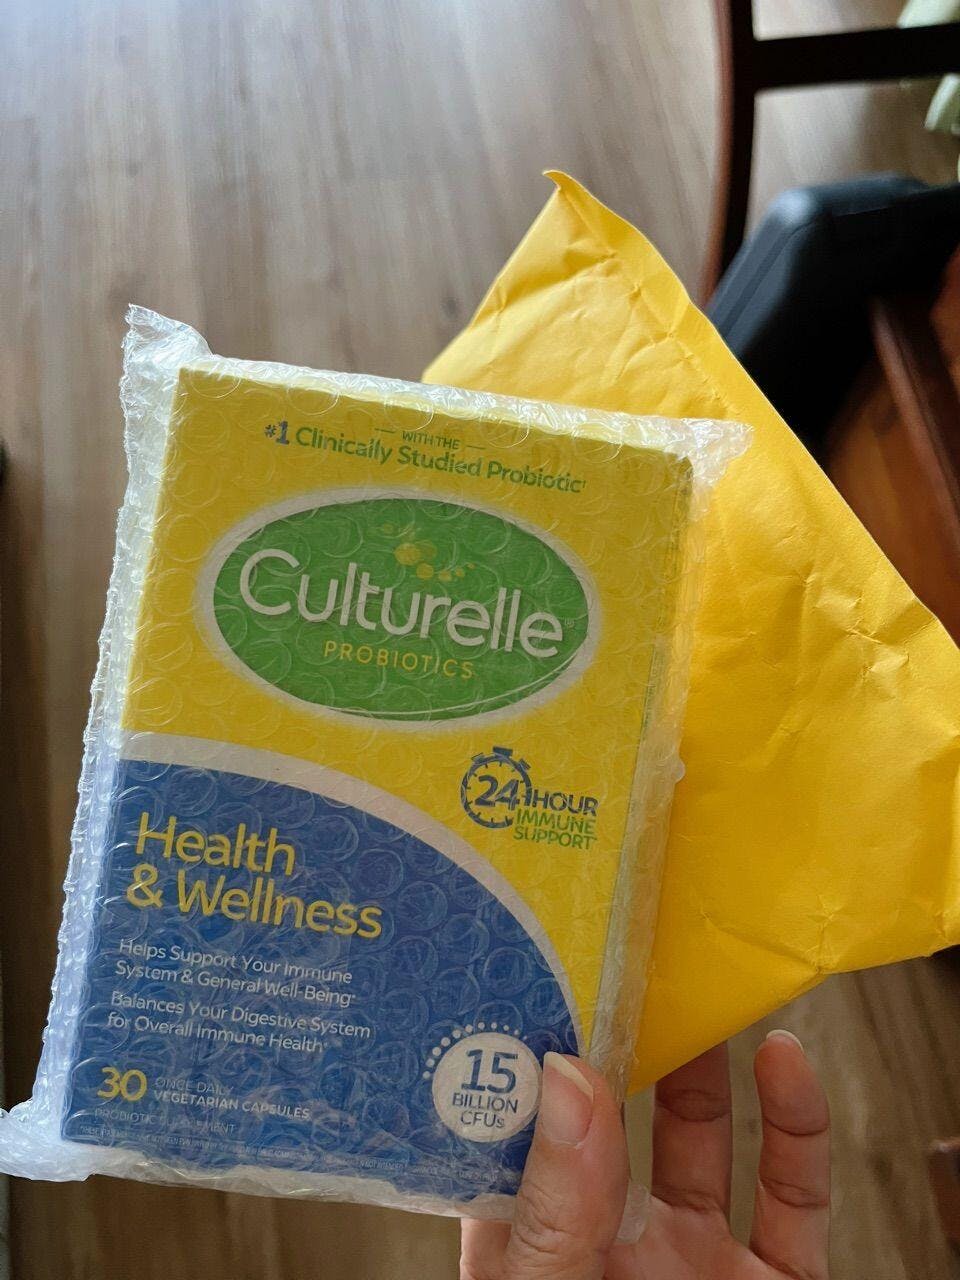 WITH THE
#1 Clinically Studied Probiotic†
Culturelle®
PROBIOTICS
24 HOUR
IMMUNE
SUPPORT*
Health
& Wellness
Helps Support Your Immune
System & General Well-Being*
Balances Your Digestive System
for Overall Immune Health*
30 ONCE DAILY
VEGETARIAN CAPSULES
PROBIOTIC SUPPLEMENT
15
BILLION
CFUs